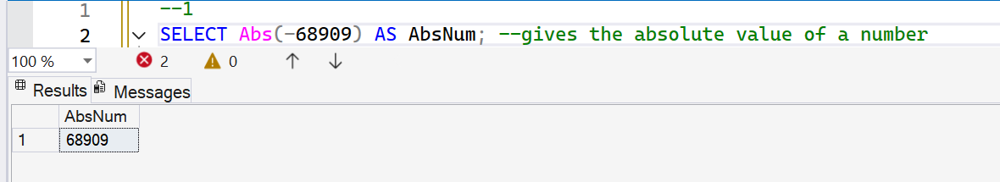 1 --1
2 SELECT Abs(-68909) AS AbsNum; --gives the absolute value of a number
100 % 2 0
Results Messages
AbsNum
1 68909